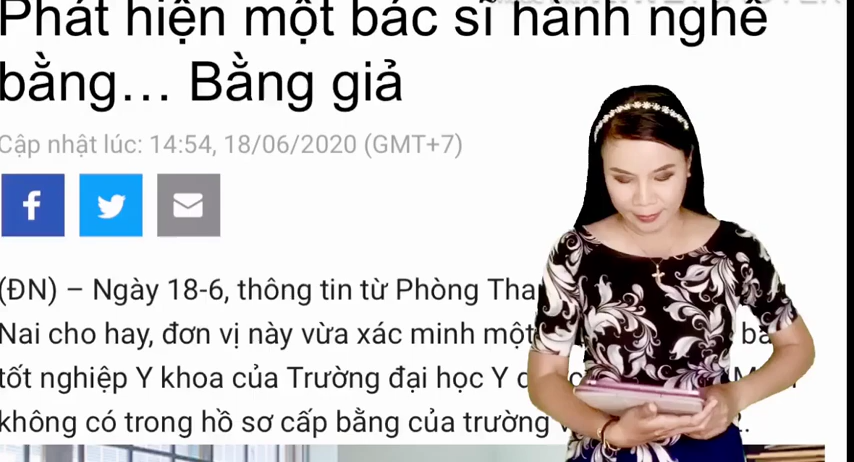 Phát hiện một bác sĩ hành nghề
bằng... Bằng giả
Cập nhật lúc: 14:54, 18/06/2020 (GMT+7)
(ĐN) – Ngày 18-6, thông tin từ Phòng
Nai cho hay, đơn vị này vừa xác minh một
tốt nghiệp Y khoa của Trường đại học Y
không có trong hồ sơ cấp bằng của trường